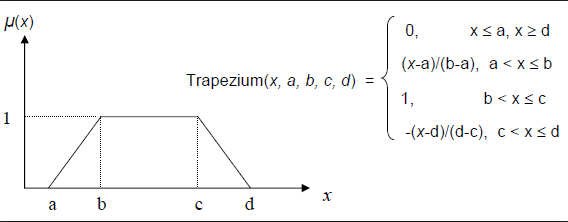 μ(x)
1
a b c d x
Trapezium(x, a, b, c, d) =
0, x ≤ a, x ≥ d
(x-a)/(b-a), a < x ≤ b
1, b < x ≤ c
-(x-d)/(d-c), c < x ≤ d